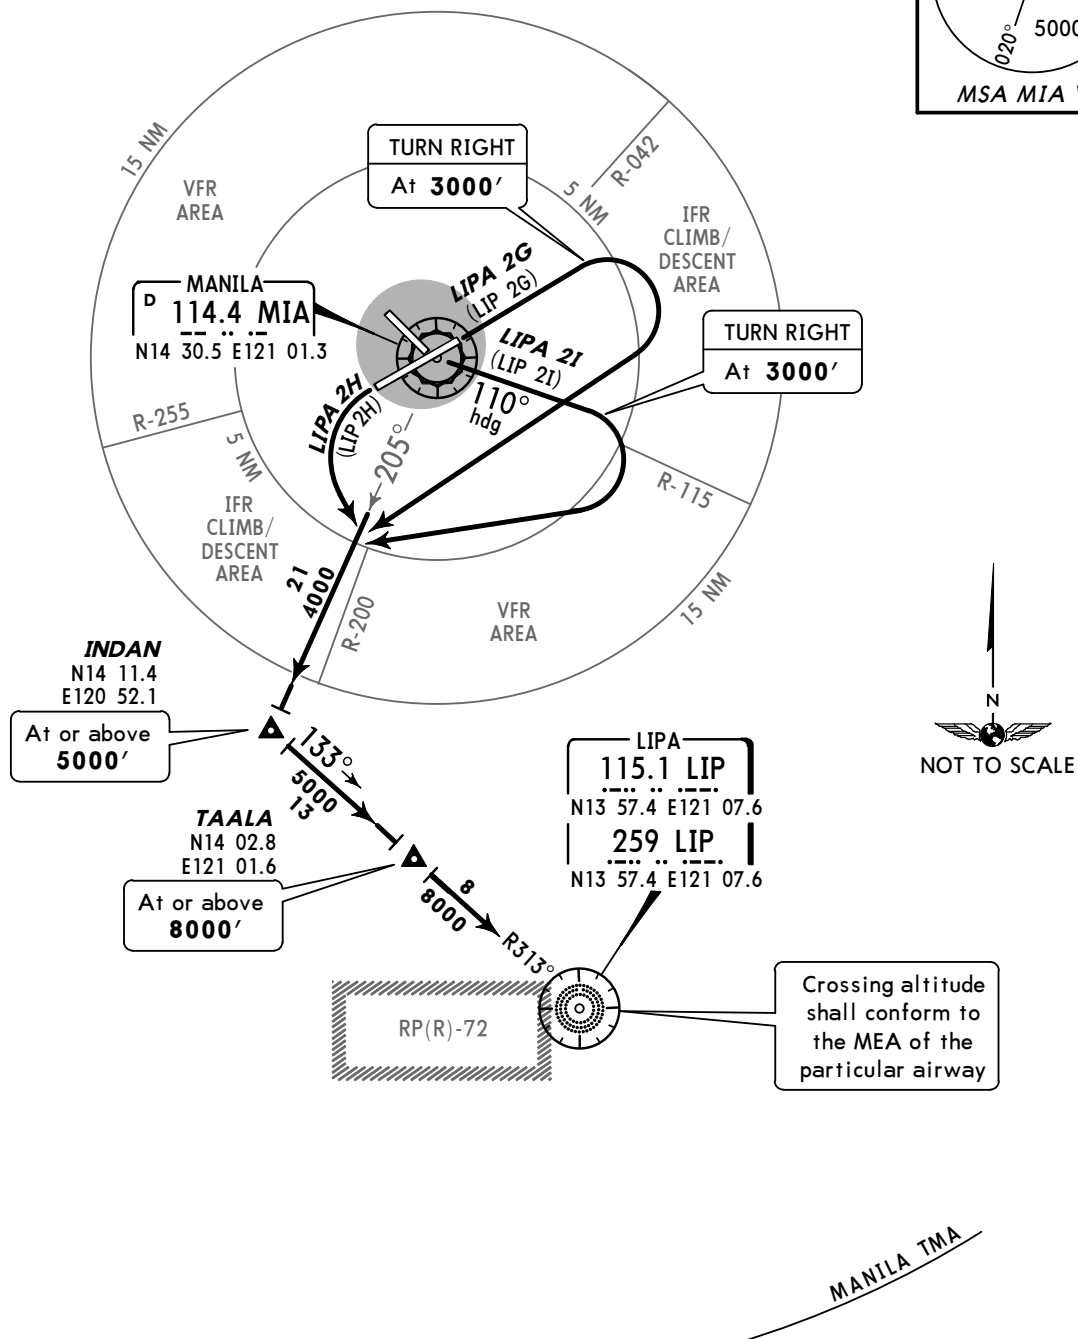 020°
5000
MSA MIA
15 NM
TURN RIGHT
At 3000′
R-042
5 NM
VFR
AREA
IFR
CLIMB/
DESCENT
AREA
MANILA
D 114.4 MIA
N14 30.5 E121 01.3
LIPA 2G
(LIP 2G)
LIPA 2I
(LIP 2I)
110°
hdg
TURN RIGHT
At 3000′
LIPA 2H
(LIP 2H)
205°
R-255
5 NM
R-115
IFR
CLIMB/
DESCENT
AREA
21
4000
R-200
VFR
AREA
15 NM
INDAN
N14 11.4
E120 52.1
At or above
5000′
133°
5000
13
N
NOT TO SCALE
LIPA
115.1 LIP
N13 57.4 E121 07.6
259 LIP
N13 57.4 E121 07.6
TAALA
N14 02.8
E121 01.6
At or above
8000′
8
8000
R313°
RP(R)-72
Crossing altitude
shall conform to
the MEA of the
particular airway
MANILA TMA